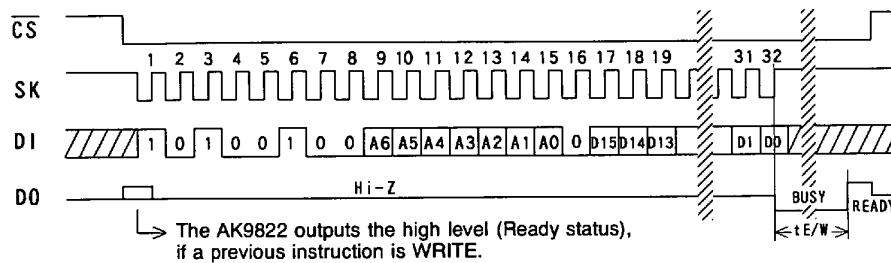 CS
1 2 3 4 5 6 7 8 9 10 11 12 13 14 15 16 17 18 19 31 32
SK
DI 1 0 1 0 0 1 0 0 A6 A5 A4 A3 A2 A1 A0 0 D15 D14 D13 D1 D0
DO Hi-Z BUSY READY
tE/W
The AK9822 outputs the high level (Ready status),
if a previous instruction is WRITE.